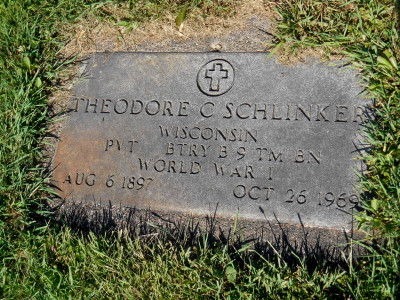 THEODORE C SCHLINKER
WISCONSIN
PVT BTRY B 9 TM BN
WORLD WAR I
AUG 6 1897 OCT 26 1969